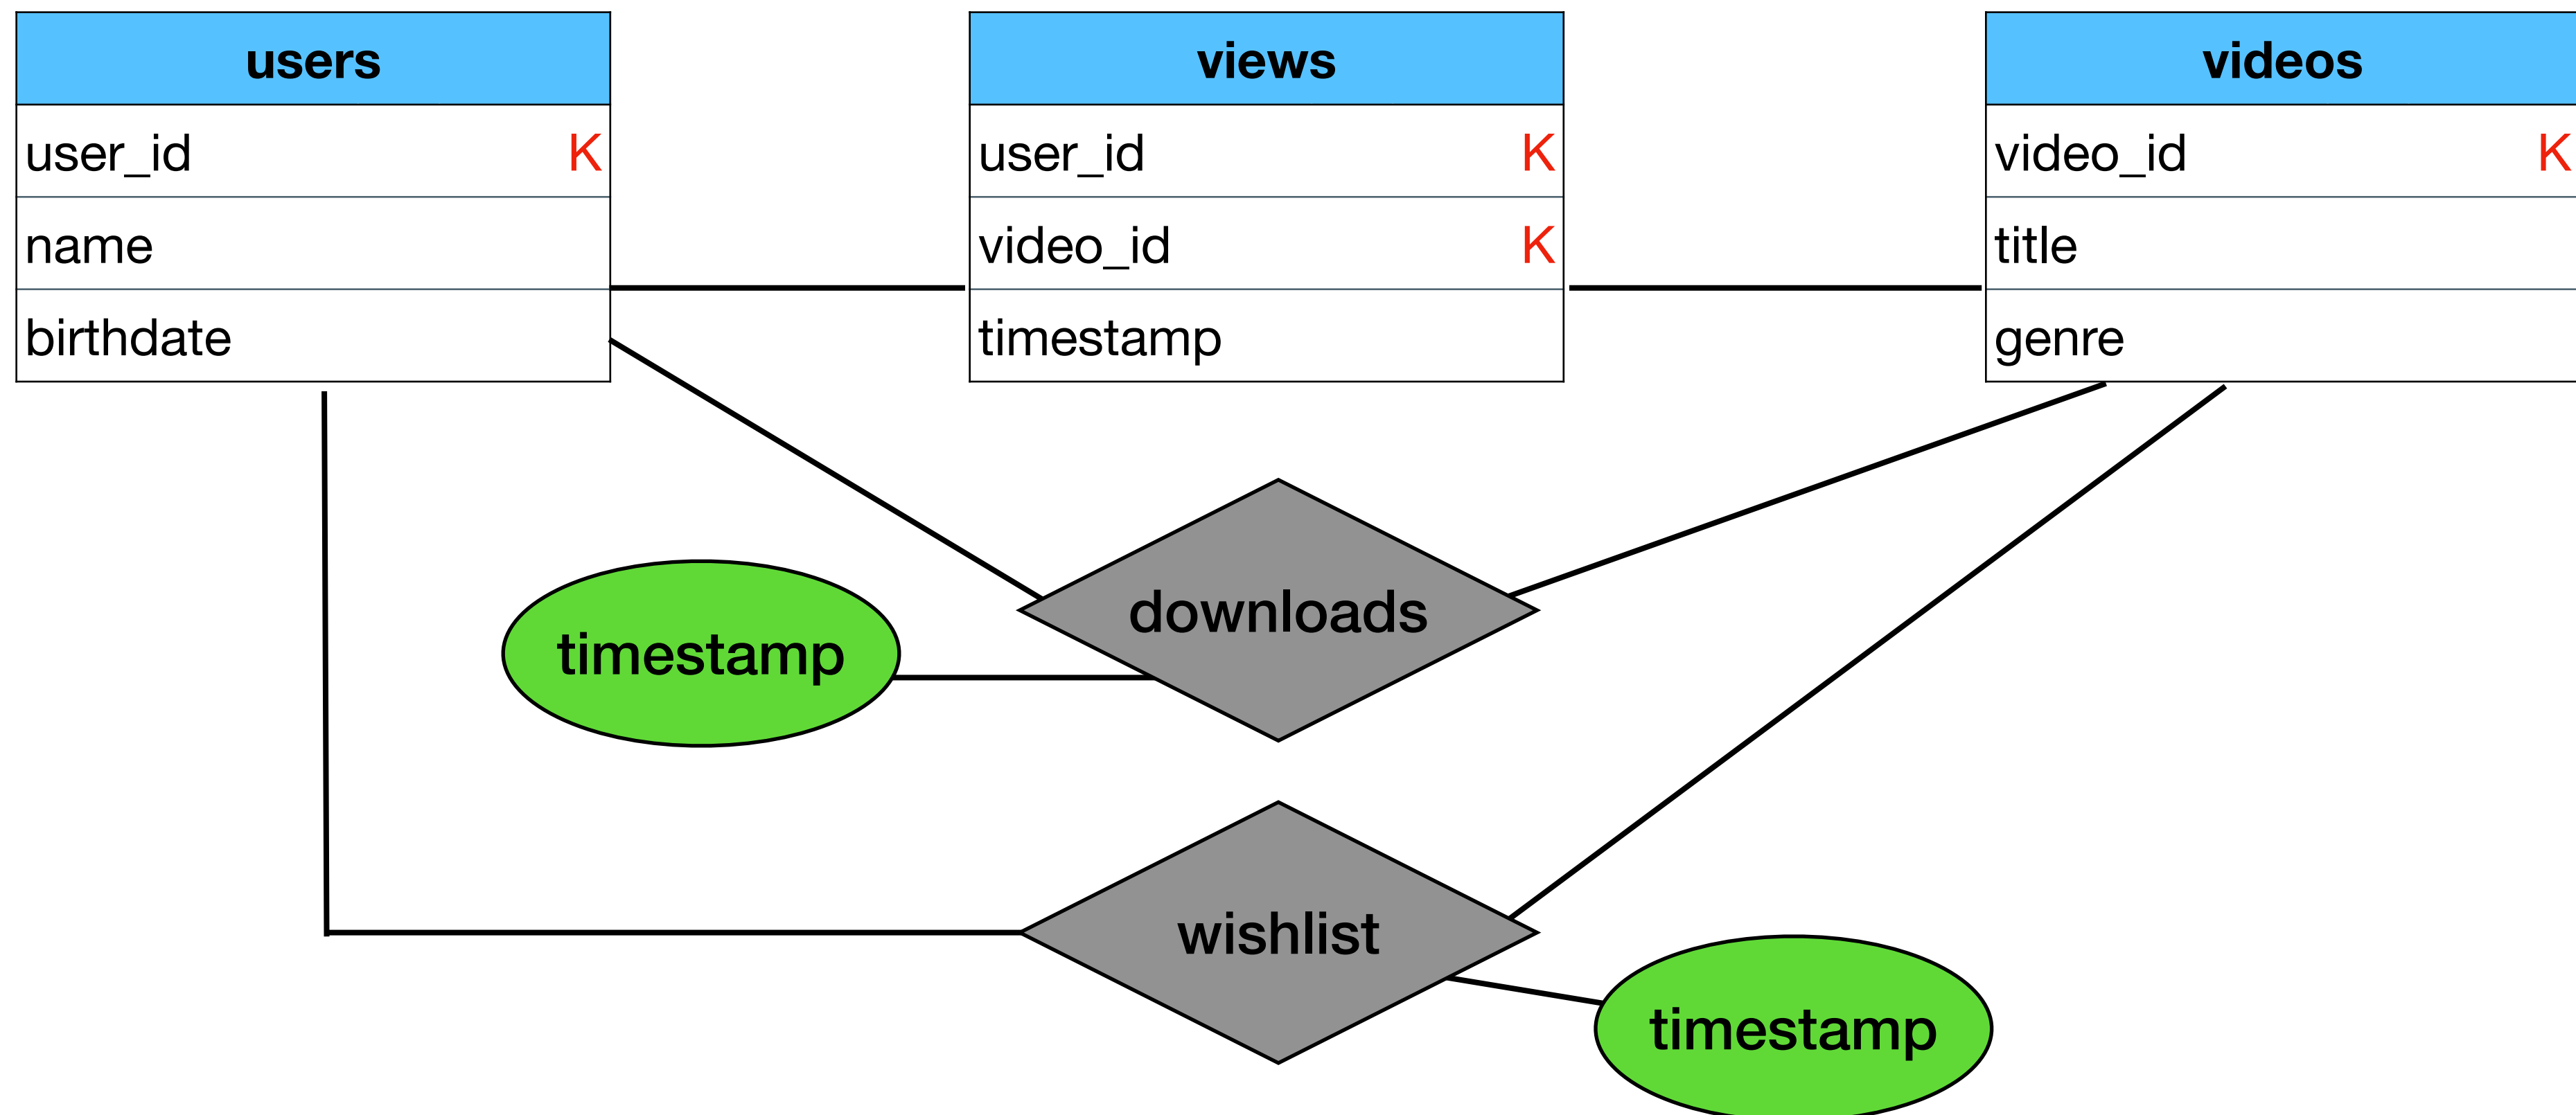 users
user_id K
name
birthdate
views
user_id K
video_id K
timestamp
videos
video_id K
title
genre
downloads
timestamp
wishlist
timestamp